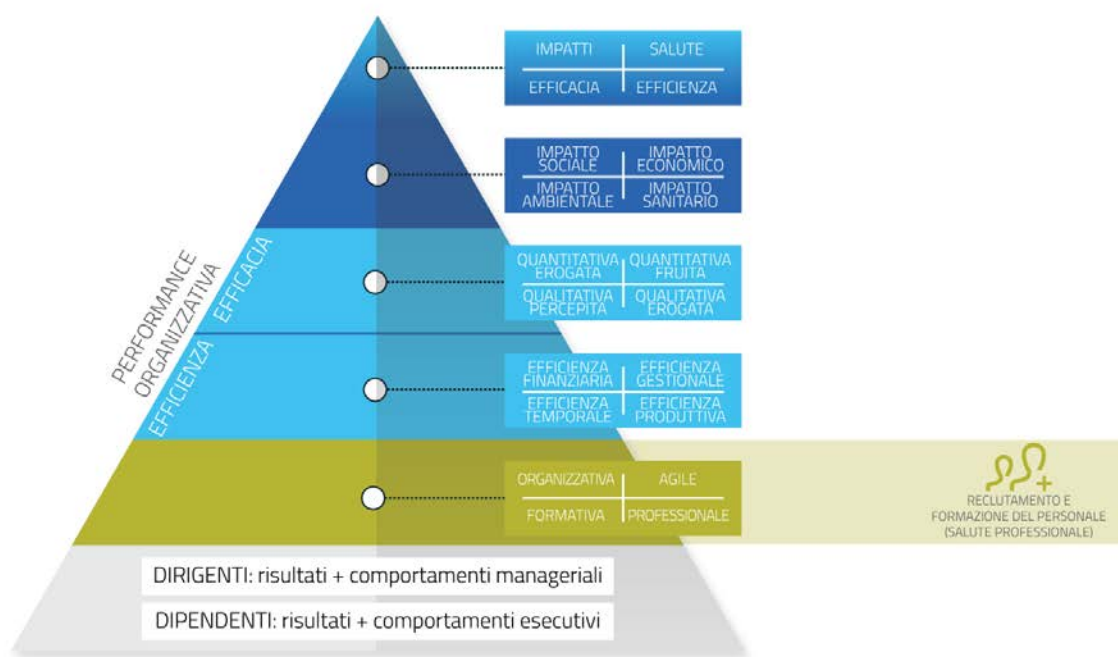 IMPATTI
SALUTE
EFFICACIA
EFFICIENZA
IMPATTO
SOCIALE
IMPATTO
ECONOMICO
IMPATTO
AMBIENTALE
IMPATTO
SANITARIO
PERFORMANCE
ORGANIZZATIVA
EFFICACIA
QUANTITATIVA
EROGATA
QUANTITATIVA
FRUITA
QUALITATIVA
PERCEPITA
QUALITATIVA
EROGATA
EFFICIENZA
EFFICIENZA
FINANZIARIA
EFFICIENZA
GESTIONALE
EFFICIENZA
TEMPORALE
EFFICIENZA
PRODUTTIVA
ORGANIZZATIVA
AGILE
FORMATIVA
PROFESSIONALE
RECLUTAMENTO E
FORMAZIONE DEL PERSONALE
(SALUTE PROFESSIONALE)
DIRIGENTI: risultati + comportamenti manageriali
DIPENDENTI: risultati + comportamenti esecutivi